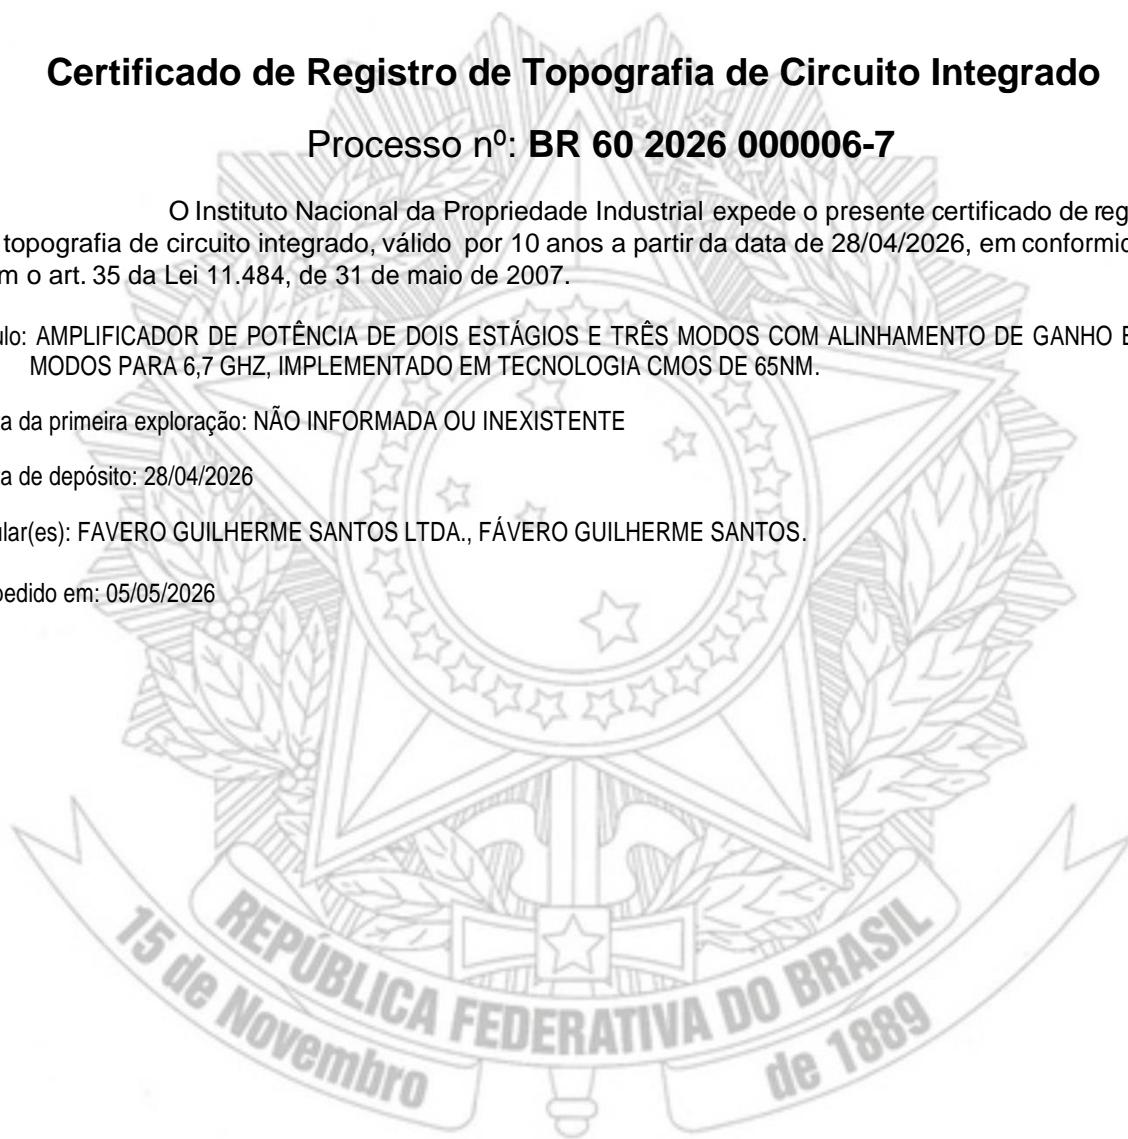 Certificado de Registro de Topografia de Circuito Integrado
Processo nº: BR 60 2026 000006-7
O Instituto Nacional da Propriedade Industrial expede o presente certificado de reg
topografia de circuito integrado, válido por 10 anos a partir da data de 28/04/2026, em conformic
m o art. 35 da Lei 11.484, de 31 de maio de 2007.
ulo: AMPLIFICADOR DE POTÊNCIA DE DOIS ESTÁGIOS E TRÊS MODOS COM ALINHAMENTO DE GANHO E
MODOS PARA 6,7 GHZ, IMPLEMENTADO EM TECNOLOGIA CMOS DE 65NM.
a da primeira exploração: NÃO INFORMADA OU INEXISTENTE
a de depósito: 28/04/2026
ular(es): FAVERO GUILHERME SANTOS LTDA., FÁVERO GUILHERME SANTOS.
pedido em: 05/05/2026
REPÚBLICA FEDERATIVA DO BRASIL
15 de Novembro de 1889